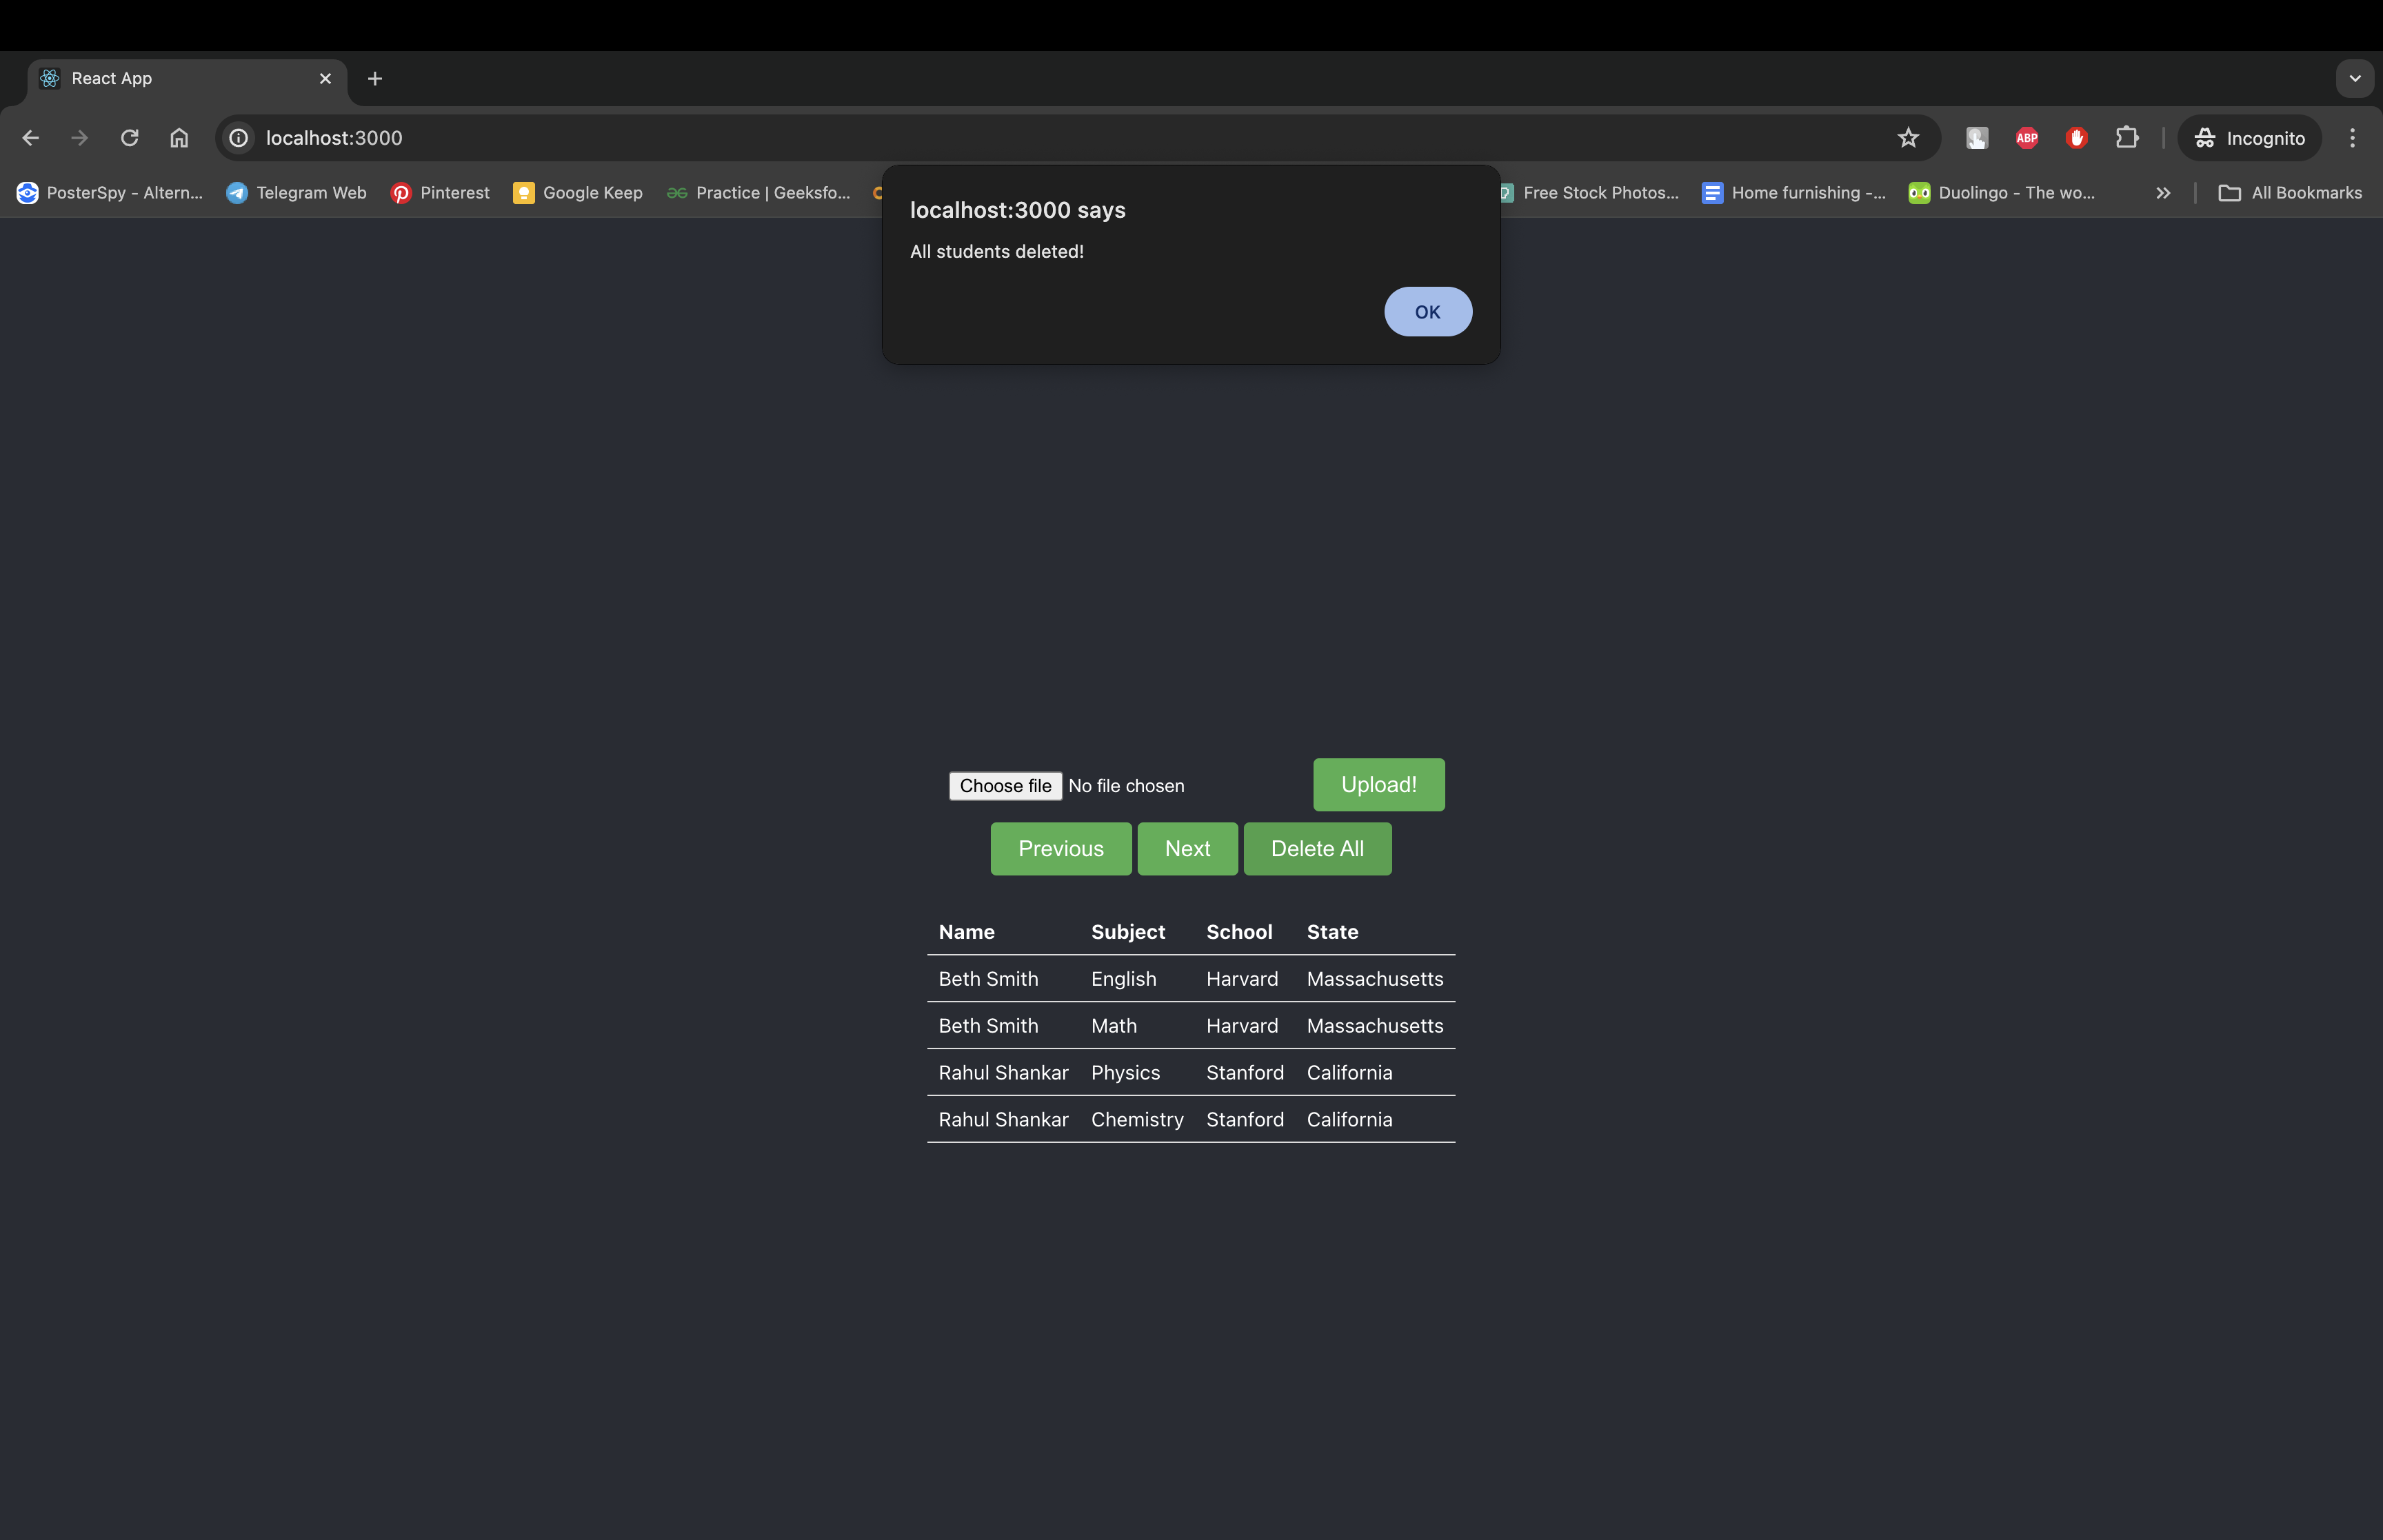 React App
localhost:3000
ABP
Incognito
PosterSpy - Altern... Telegram Web Pinterest Google Keep Practice | Geeksfo... Free Stock Photos... Home furnishing -... Duolingo - The wo... All Bookmarks
localhost:3000 says
All students deleted!
OK
Choose file No file chosen Upload!
Previous Next Delete All
Name Subject School State
Beth Smith English Harvard Massachusetts
Beth Smith Math Harvard Massachusetts
Rahul Shankar Physics Stanford California
Rahul Shankar Chemistry Stanford California